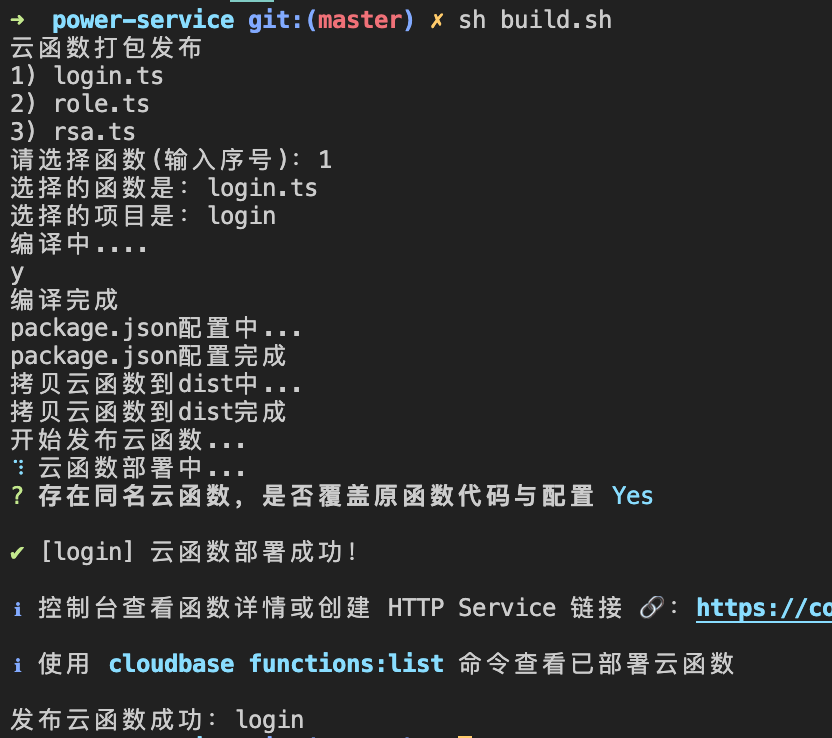 ➜ power-service git:(master) ✗ sh build.sh
云函数打包发布
1) login.ts
2) role.ts
3) rsa.ts
请选择函数(输入序号)：1
选择的函数是：login.ts
选择的项目是：login
编译中....
y
编译完成
package.json配置中...
package.json配置完成
拷贝云函数到dist中...
拷贝云函数到dist完成
开始发布云函数...
⠹ 云函数部署中...
? 存在同名云函数，是否覆盖原函数代码与配置 Yes
✔ [login] 云函数部署成功！
ℹ 控制台查看函数详情或创建 HTTP Service 链接 🔗：https://co
ℹ 使用 cloudbase functions:list 命令查看已部署云函数
发布云函数成功：login